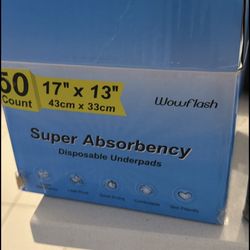 50
Count
17" x 13"
43cm x 33cm
Wowflash
Super Absorbency
Disposable Underpads